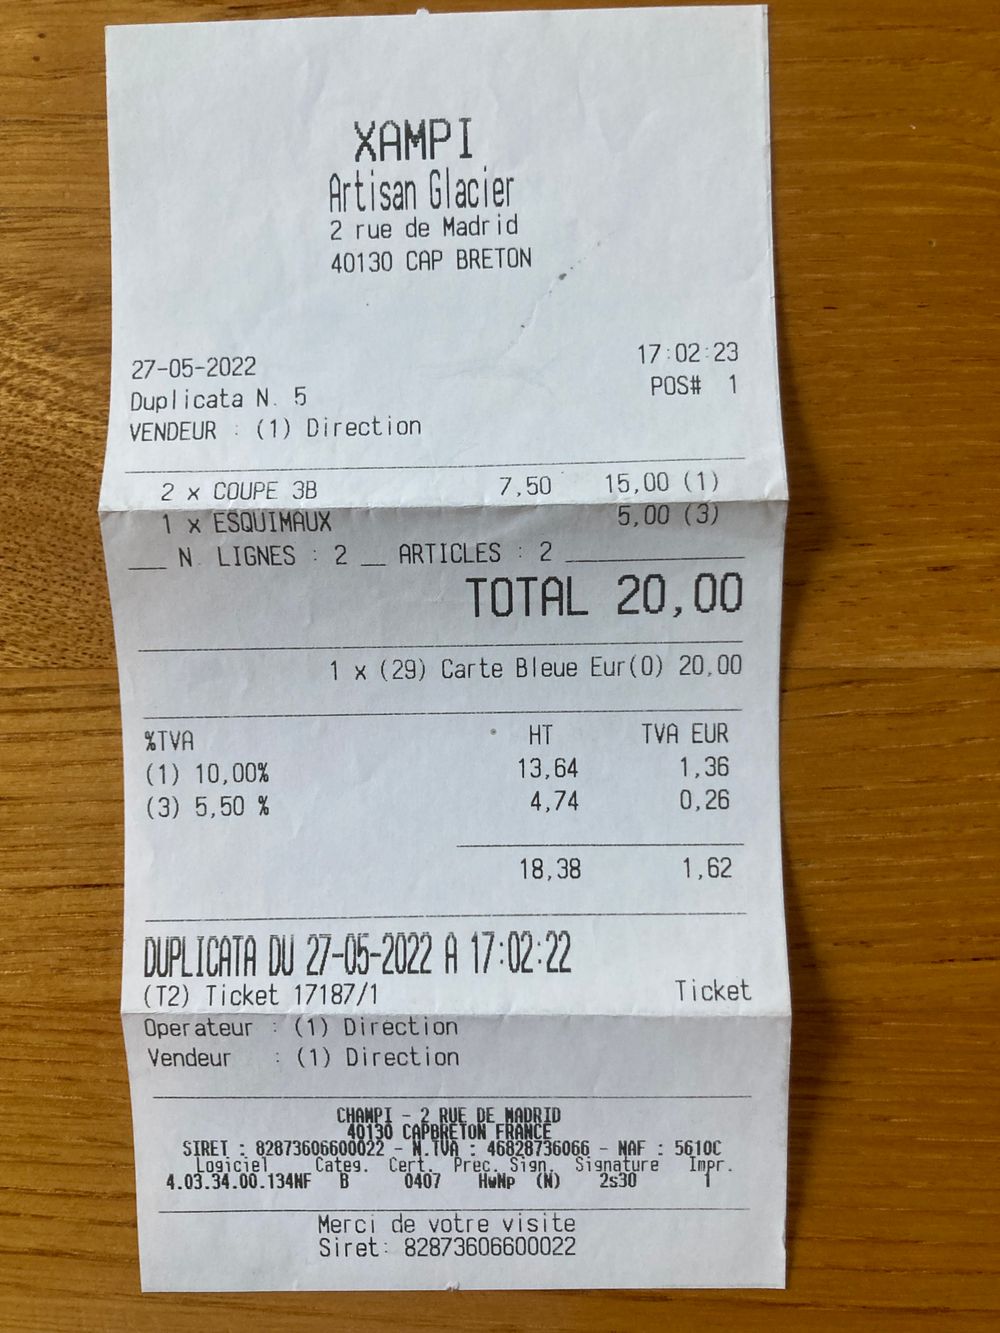 XAMPI
Artisan Glacier
2 rue de Madrid
40130 CAP BRETON
27-05-2022 17:02:23
Duplicata N. 5 POS# 1
VENDEUR : (1) Direction
2 x COUPE 3B 7,50 15,00 (1)
1 x ESQUIMAUX 5,00 (3)
___ N. LIGNES : 2 __ ARTICLES : 2 ______________
TOTAL 20,00
1 x (29) Carte Bleue Eur(0) 20,00
%TVA HT TVA EUR
(1) 10,00% 13,64 1,36
(3) 5,50 % 4,74 0,26
18,38 1,62
DUPLICATA DU 27-05-2022 A 17:02:22
(T2) Ticket 17187/1 Ticket
Operateur : (1) Direction
Vendeur : (1) Direction
CHAMPI - 2 RUE DE MADRID
40130 CAPBRETON FRANCE
SIRET : 82873606600022 - N.TVA : 46828736066 - NAF : 5610C
Logiciel Categ. Cert. Prec. Sign. Signature Impr.
4.03.34.00.134NF B 0407 HwNp (N) 2s30 1
Merci de votre visite
Siret: 82873606600022